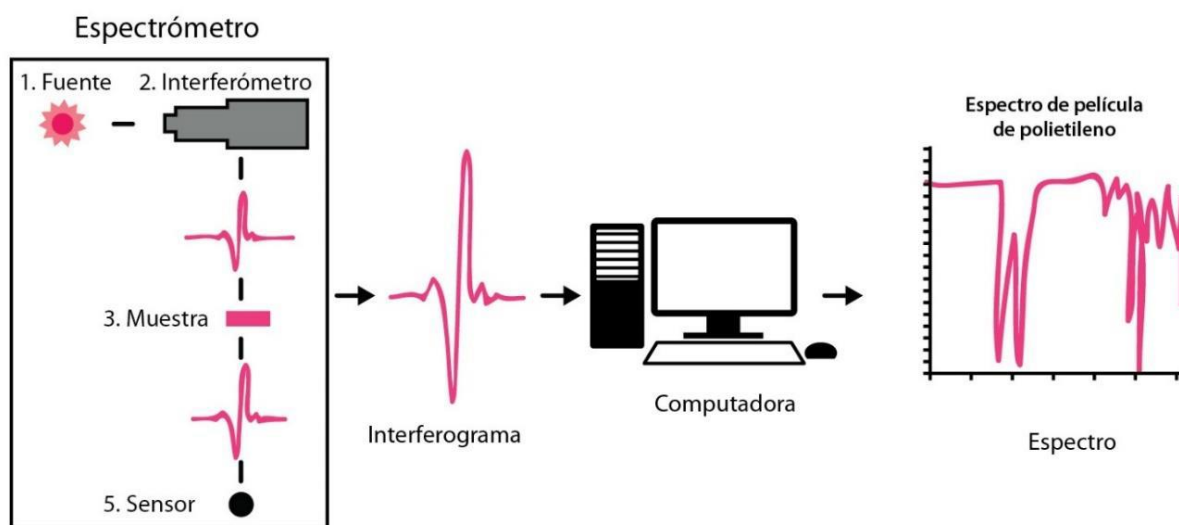 Espectrómetro
1. Fuente
2. Interferómetro
3. Muestra
5. Sensor
Interferograma
Computadora
Espectro de película
de polietileno
Espectro